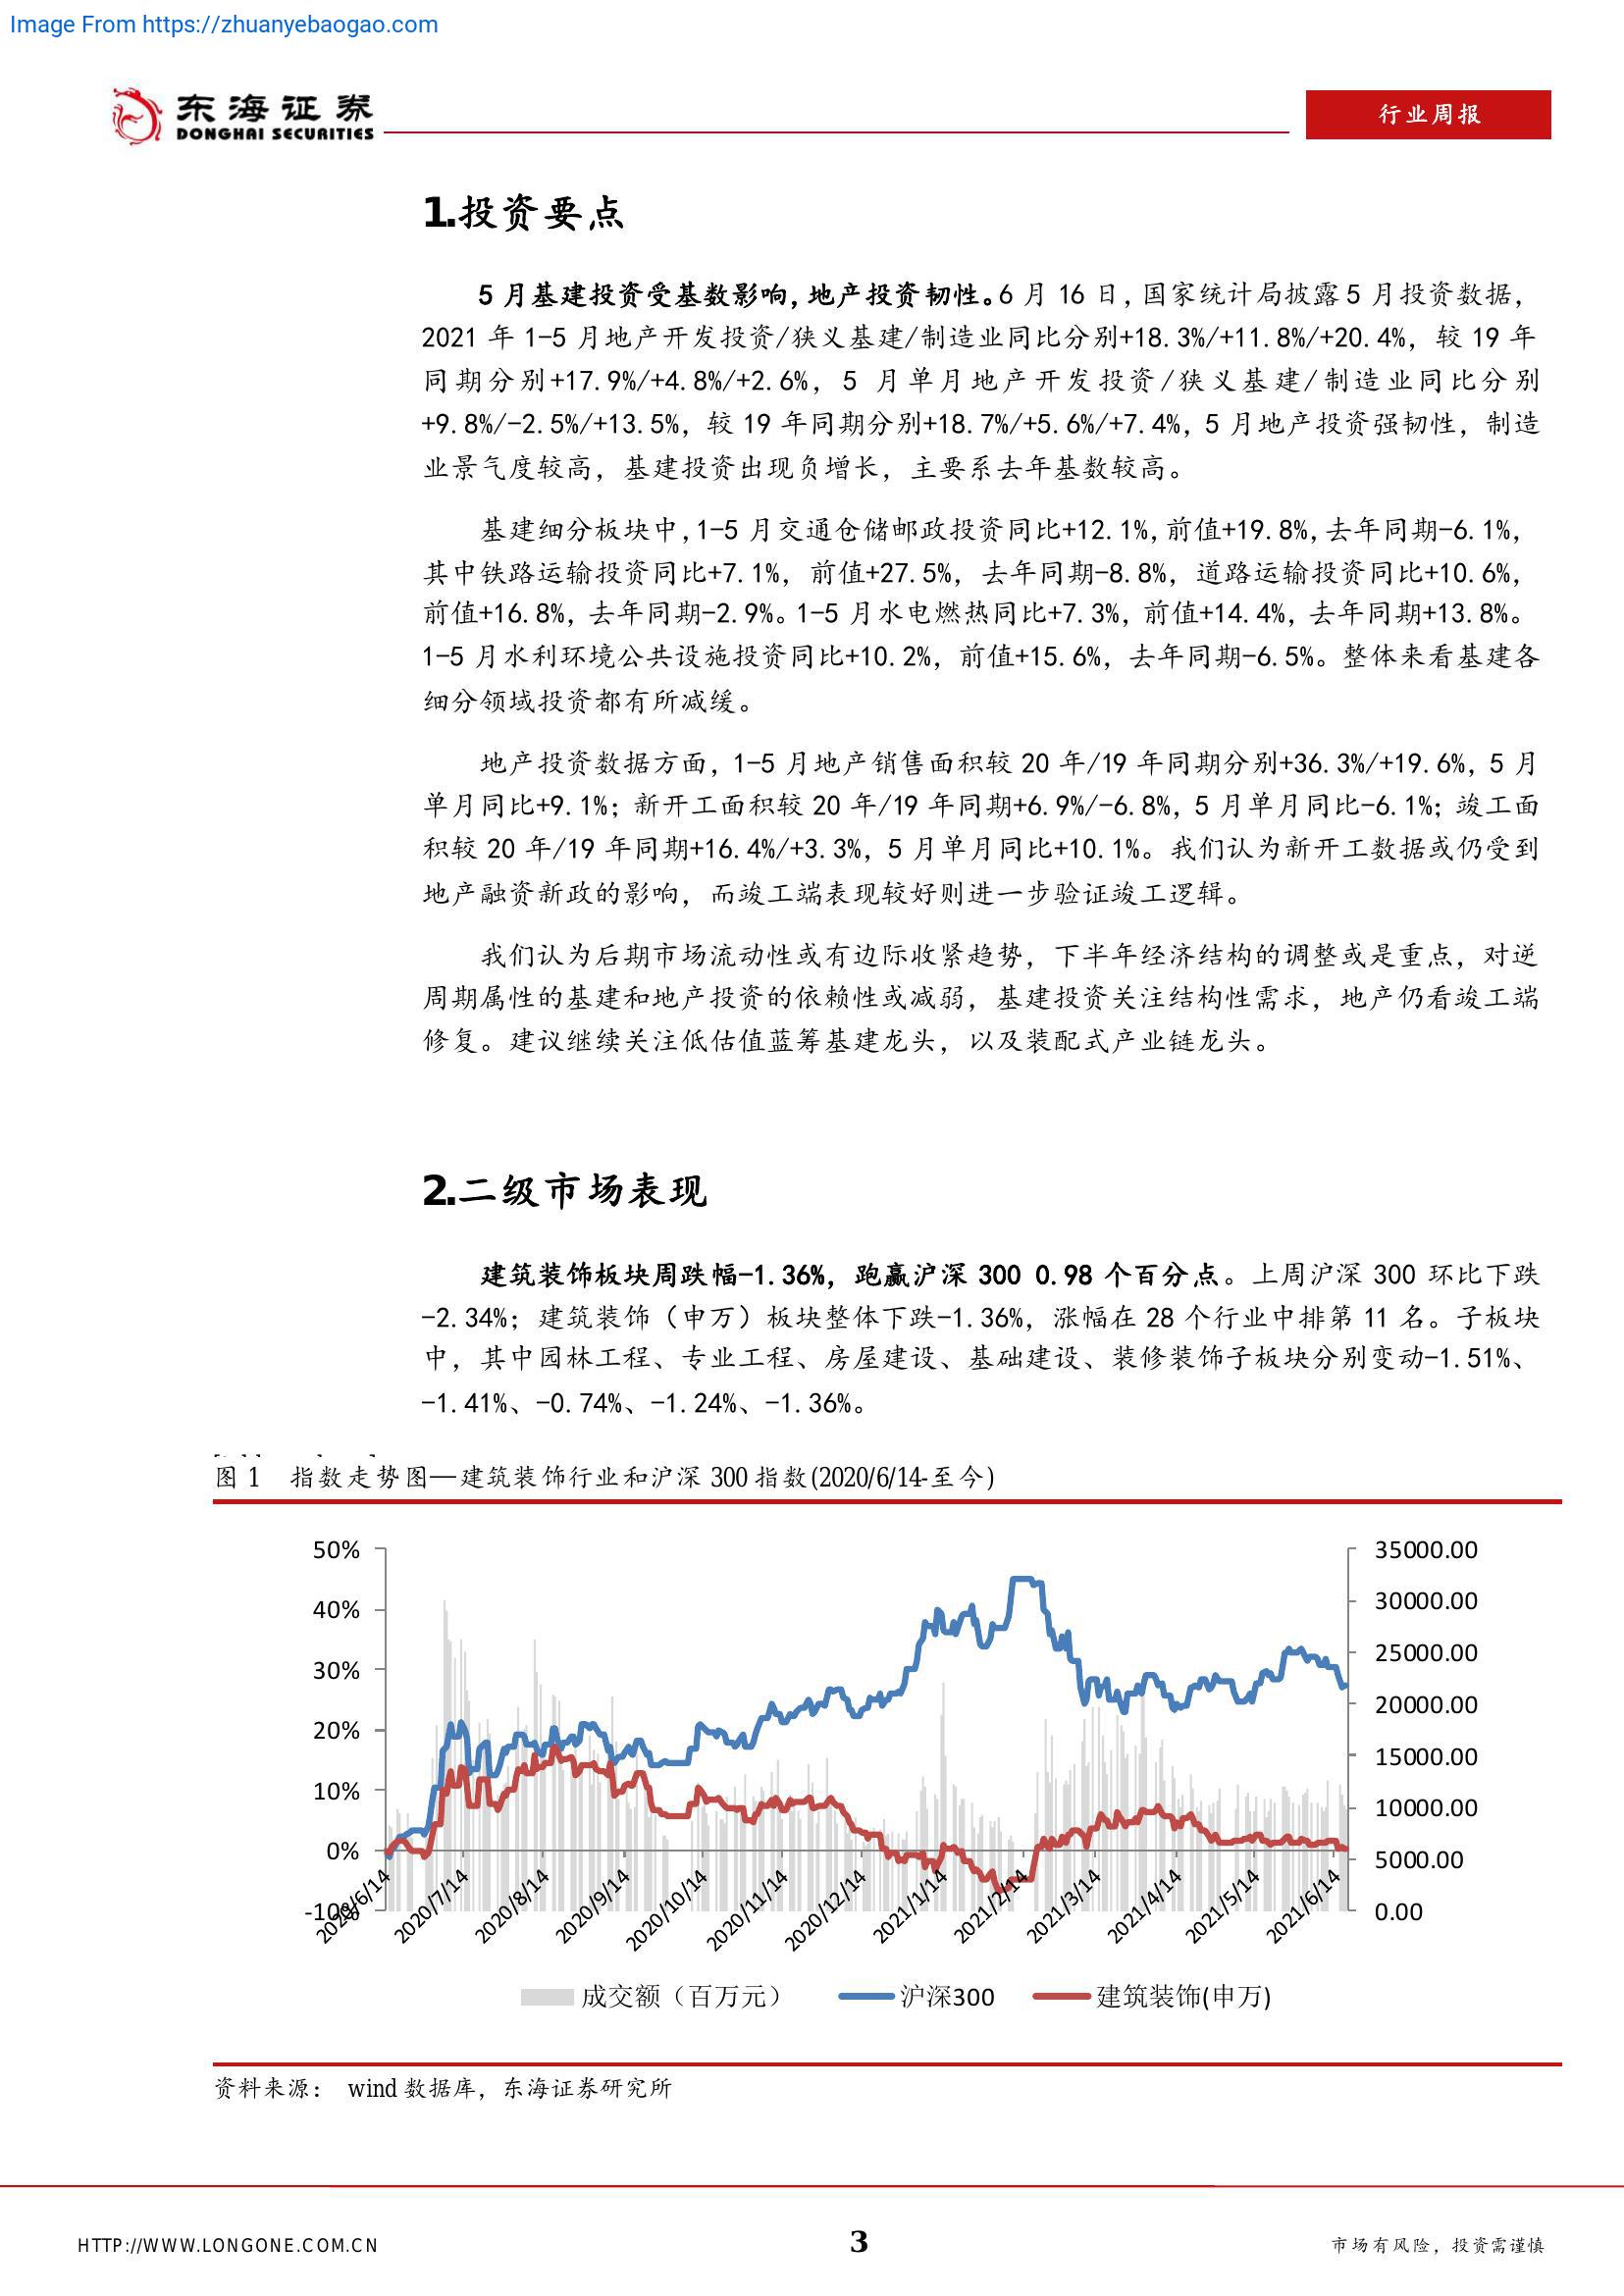 Image From https://zhuanyebaogao.com
东海证券
DONGHAI SECURITIES
行业周报
1.投资要点
5 月基建投资受基数影响，地产投资韧性。6 月 16 日，国家统计局披露 5 月投资数据，
2021 年 1-5 月地产开发投资/狭义基建/制造业同比分别+18.3%/+11.8%/+20.4%，较 19 年
同期分别+17.9%/+4.8%/+2.6%，5 月单月地产开发投资/狭义基建/制造业同比分别
+9.8%/-2.5%/+13.5%，较 19 年同期分别+18.7%/+5.6%/+7.4%，5 月地产投资强韧性，制造
业景气度较高，基建投资出现负增长，主要系去年基数较高。
基建细分板块中，1-5 月交通仓储邮政投资同比+12.1%，前值+19.8%，去年同期-6.1%，
其中铁路运输投资同比+7.1%，前值+27.5%，去年同期-8.8%，道路运输投资同比+10.6%，
前值+16.8%，去年同期-2.9%。1-5 月水电燃热同比+7.3%，前值+14.4%，去年同期+13.8%。
1-5 月水利环境公共设施投资同比+10.2%，前值+15.6%，去年同期-6.5%。整体来看基建各
细分领域投资都有所减缓。
地产投资数据方面，1-5 月地产销售面积较 20 年/19 年同期分别+36.3%/+19.6%，5 月
单月同比+9.1%；新开工面积较 20 年/19 年同期+6.9%/-6.8%，5 月单月同比-6.1%；竣工面
积较 20 年/19 年同期+16.4%/+3.3%，5 月单月同比+10.1%。我们认为新开工数据或仍受到
地产融资新政的影响，而竣工端表现较好则进一步验证竣工逻辑。
我们认为后期市场流动性或有边际收紧趋势，下半年经济结构的调整或是重点，对逆
周期属性的基建和地产投资的依赖性或减弱，基建投资关注结构性需求，地产仍看竣工端
修复。建议继续关注低估值蓝筹基建龙头，以及装配式产业链龙头。
2.二级市场表现
建筑装饰板块周跌幅-1.36%，跑赢沪深 300 0.98 个百分点。上周沪深 300 环比下跌
-2.34%；建筑装饰（申万）板块整体下跌-1.36%，涨幅在 28 个行业中排第 11 名。子板块
中，其中园林工程、专业工程、房屋建设、基础建设、装修装饰子板块分别变动-1.51%、
-1.41%、-0.74%、-1.24%、-1.36%。
图 1 指数走势图—建筑装饰行业和沪深 300 指数(2020/6/14-至今)
50%
40%
30%
20%
10%
0%
-10%
35000.00
30000.00
25000.00
20000.00
15000.00
10000.00
5000.00
0.00
2020/6/14
2020/7/14
2020/8/14
2020/9/14
2020/10/14
2020/11/14
2020/12/14
2021/1/14
2021/2/14
2021/3/14
2021/4/14
2021/5/14
2021/6/14
成交额（百万元）
沪深300
建筑装饰(申万)
资料来源： wind 数据库，东海证券研究所
HTTP://WWW.LONGONE.COM.CN
3
市场有风险，投资需谨慎